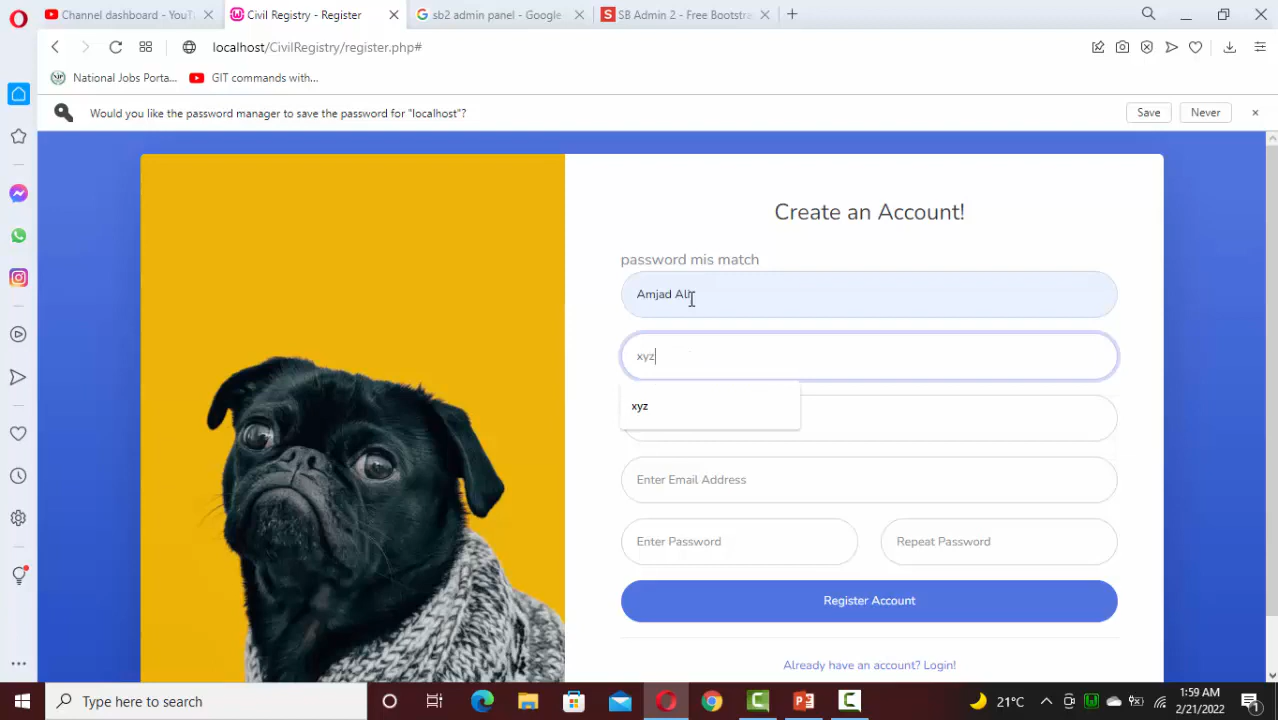 Channel dashboard - YouT
Civil Registry - Register
sb2 admin panel - Google
SB Admin 2 - Free Bootstra
localhost/CivilRegistry/register.php#
National Jobs Porta...
GIT commands with...
Would you like the password manager to save the password for "localhost"?
Save
Never
Create an Account!
password mis match
Amjad Ali
xyz
xyz
Enter Email Address
Enter Password
Repeat Password
Register Account
Already have an account? Login!
Type here to search
21°C
1:59 AM
2/21/2022
1